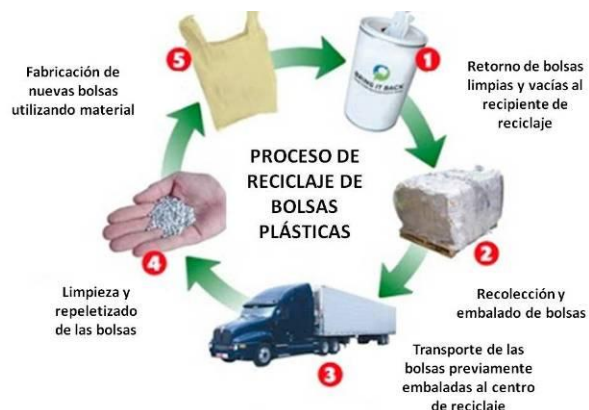 PROCESO DE
RECICLAJE DE
BOLSAS
PLÁSTICAS
1
BRING IT BACK
Retorno de bolsas
limpias y vacías al
recipiente de
reciclaje
2
Recolección y
embalado de bolsas
3
Transporte de las
bolsas previamente
embaladas al centro
de reciclaje
4
Limpieza y
repeletizado
de las bolsas
5
Fabricación de
nuevas bolsas
utilizando material